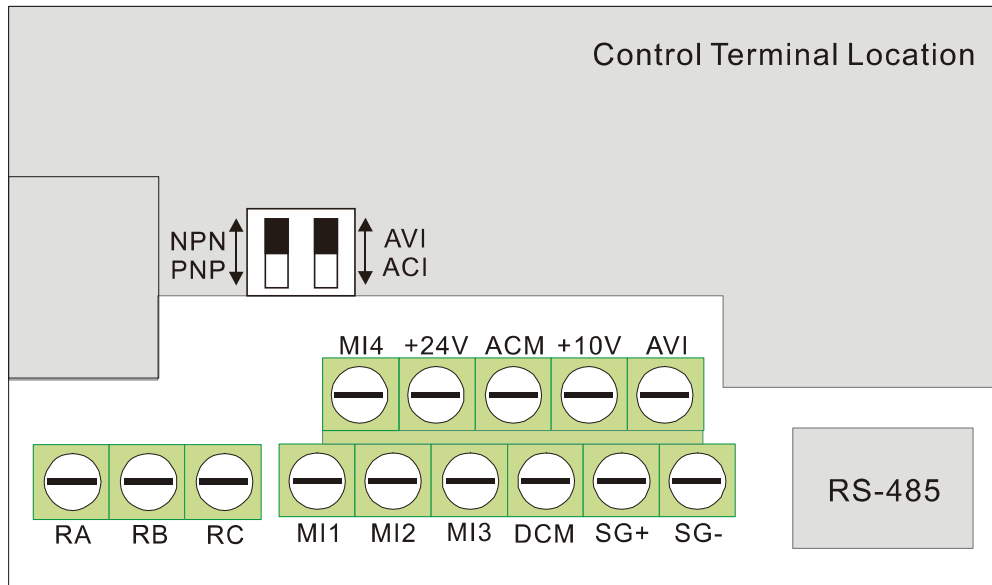 Control Terminal Location
NPN
PNP
AVI
ACI
MI4 +24V ACM +10V AVI
RA RB RC MI1 MI2 MI3 DCM SG+ SG-
RS-485